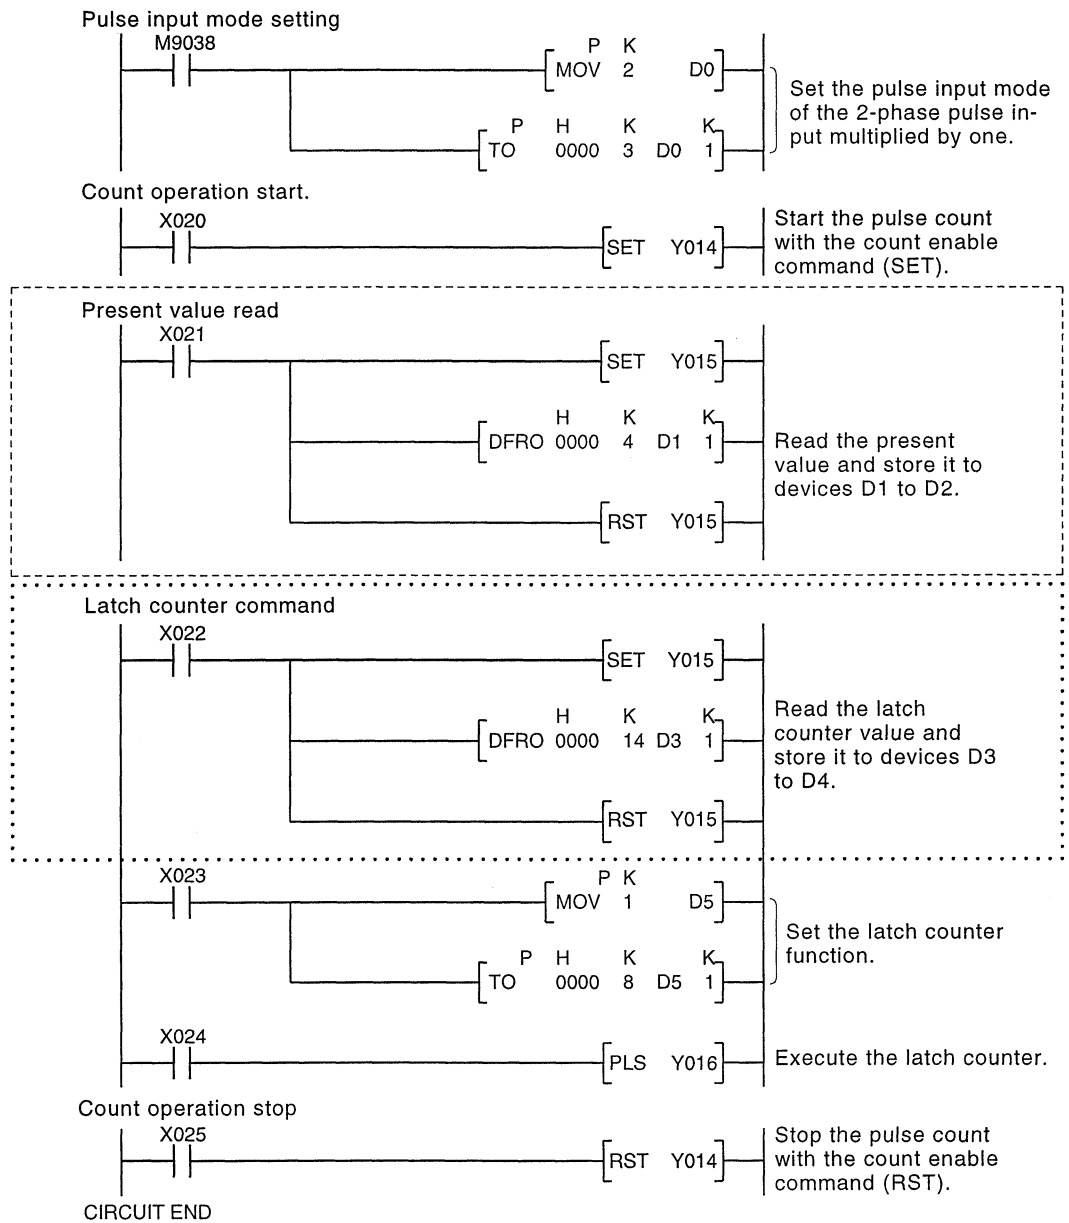 Pulse input mode setting
M9038
P K
MOV 2 D0
Set the pulse input mode
of the 2-phase pulse in-
put multiplied by one.
P H K K
TO 0000 3 D0 1
Count operation start.
X020
SET Y014
Start the pulse count
with the count enable
command (SET).
Present value read
X021
SET Y015
H K K
DFRO 0000 4 D1 1
Read the present
value and store it to
devices D1 to D2.
RST Y015
Latch counter command
X022
SET Y015
H K K
DFRO 0000 14 D3 1
Read the latch
counter value and
store it to devices D3
to D4.
RST Y015
X023
P K
MOV 1 D5
Set the latch counter
function.
P H K K
TO 0000 8 D5 1
X024
PLS Y016
Execute the latch counter.
Count operation stop
X025
RST Y014
Stop the pulse count
with the count enable
command (RST).
CIRCUIT END